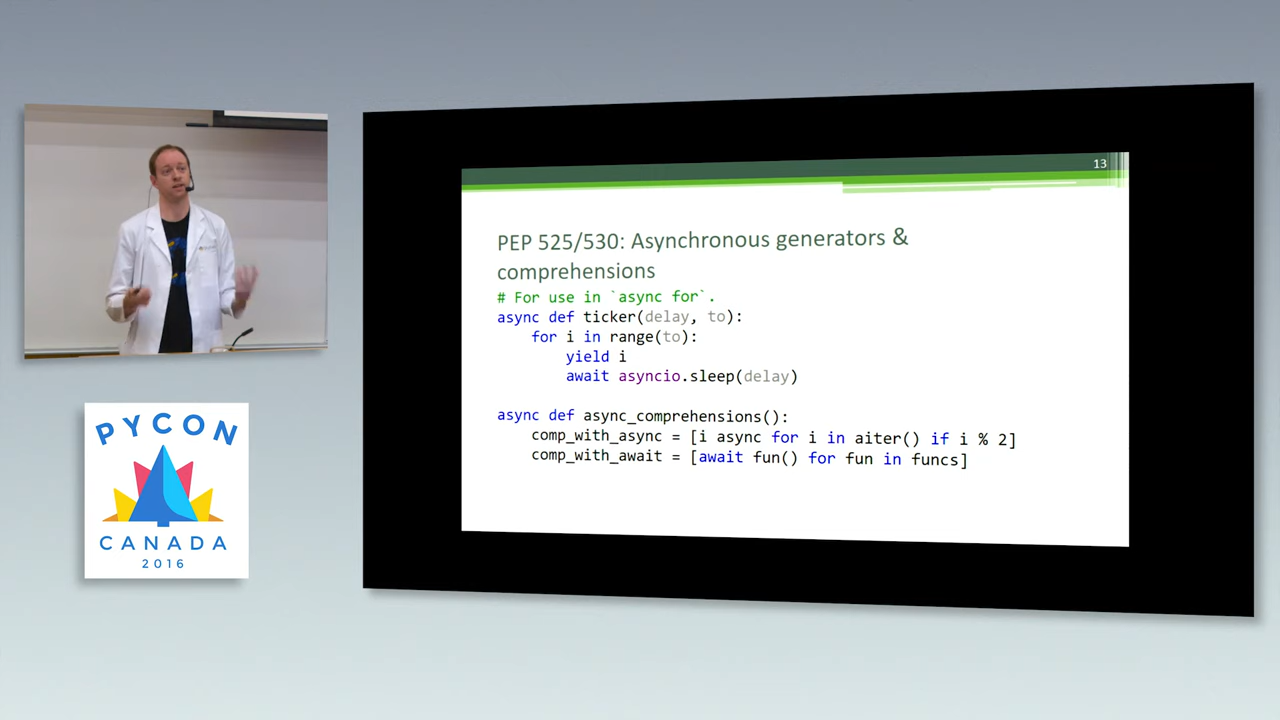 PYCON
CANADA
2016
13
PEP 525/530: Asynchronous generators &
comprehensions
# For use in `async for`.
async def ticker(delay, to):
    for i in range(to):
        yield i
        await asyncio.sleep(delay)
async def async_comprehensions():
    comp_with_async = [i async for i in aiter() if i % 2]
    comp_with_await = [await fun() for fun in funcs]